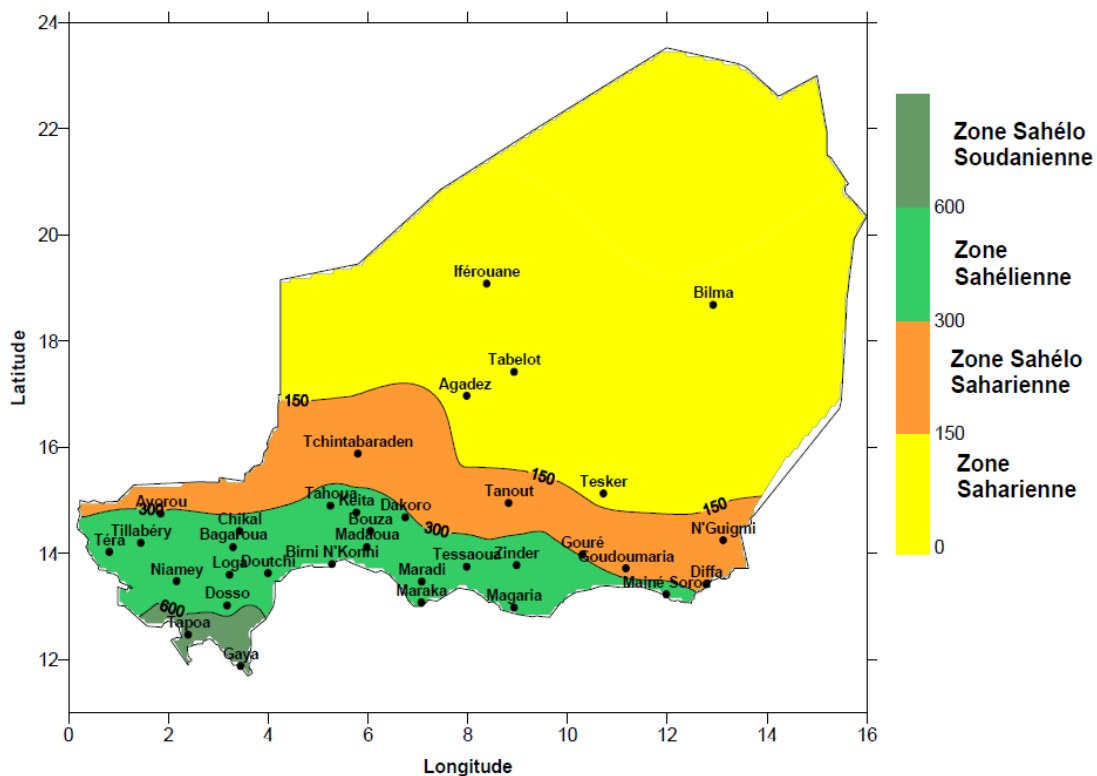 24
22
20
18
16
14
12
Latitude
0
2
4
6
8
10
12
14
16
Longitude
Iférouane
Bilma
Tabelot
Agadez
150
Tchintabaraden
150
Tesker
150
Tanout
Ayorou
300
Tahoua
Keita
Dakoro
300
N'Guigmi
Tillabéry
Chikal
Bouza
Téra
Bagaroua
Madaoua
Birni N'Konni
Tessaoua
Zinder
Gouré
Goudoumaria
Niamey
Loga
Doutchi
Maradi
Diffa
Mainé Soroa
Dosso
Maraka
Magaria
600
Tapoa
Gaya
Zone Sahélo
Soudanienne
600
Zone
Sahélienne
300
Zone Sahélo
Saharienne
150
Zone
Saharienne
0